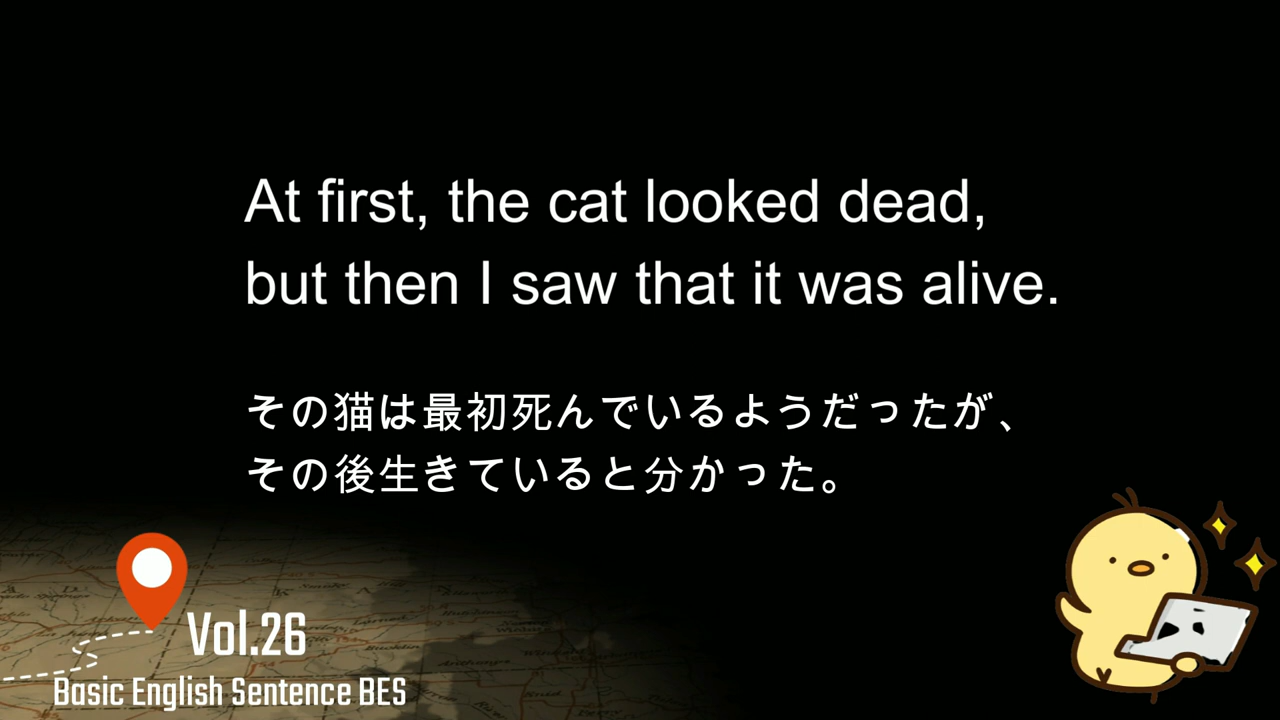 At first, the cat looked dead,
but then I saw that it was alive.
その猫は最初死んでいるようだったが、
その後生きていると分かった。
Vol.26
Basic English Sentence BES